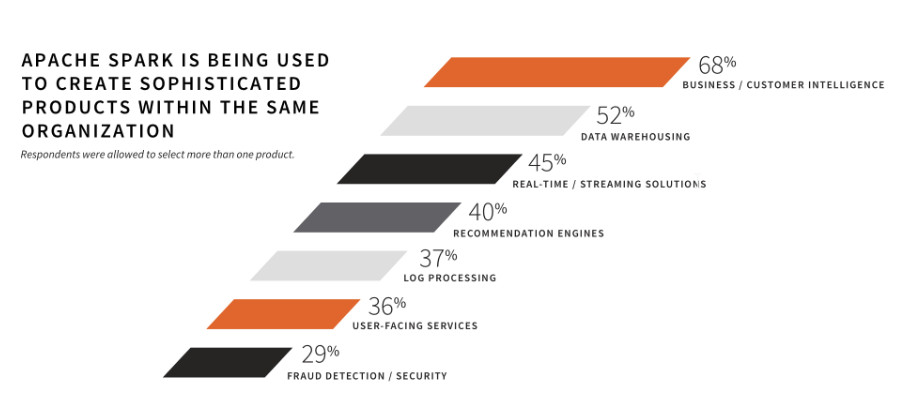 APACHE SPARK IS BEING USED
TO CREATE SOPHISTICATED
PRODUCTS WITHIN THE SAME
ORGANIZATION
Respondents were allowed to select more than one product.
68%
BUSINESS / CUSTOMER INTELLIGENCE
52%
DATA WAREHOUSING
45%
REAL-TIME / STREAMING SOLUTIONS
40%
RECOMMENDATION ENGINES
37%
LOG PROCESSING
36%
USER-FACING SERVICES
29%
FRAUD DETECTION / SECURITY